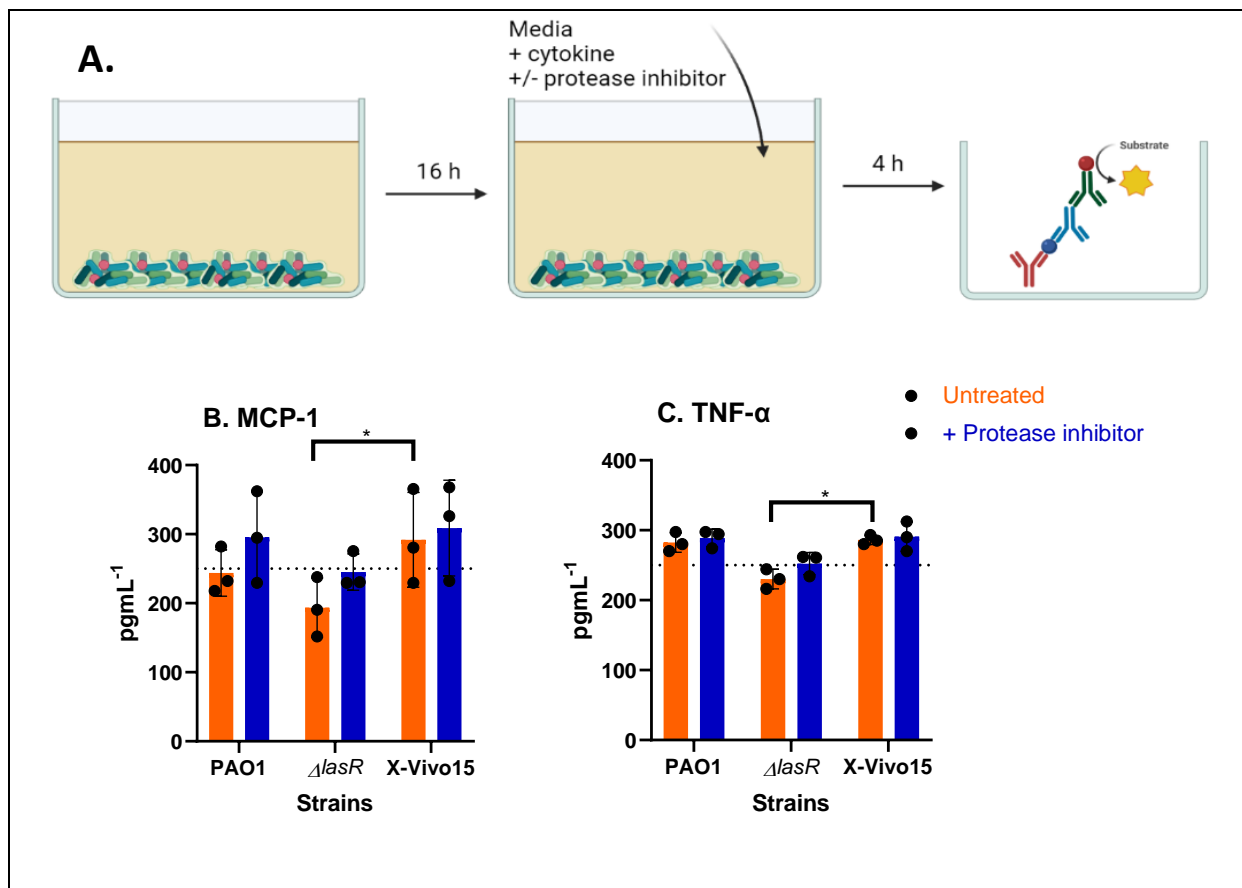 A.
Media
+ cytokine
+/- protease inhibitor
16 h
4 h
Substrate
B. MCP-1
*
400
300
200
100
0
pgmL⁻¹
PAO1
ΔlasR
X-Vivo15
Strains
C. TNF-α
*
400
300
200
100
0
pgmL⁻¹
PAO1
ΔlasR
X-Vivo15
Strains
Untreated
+ Protease inhibitor